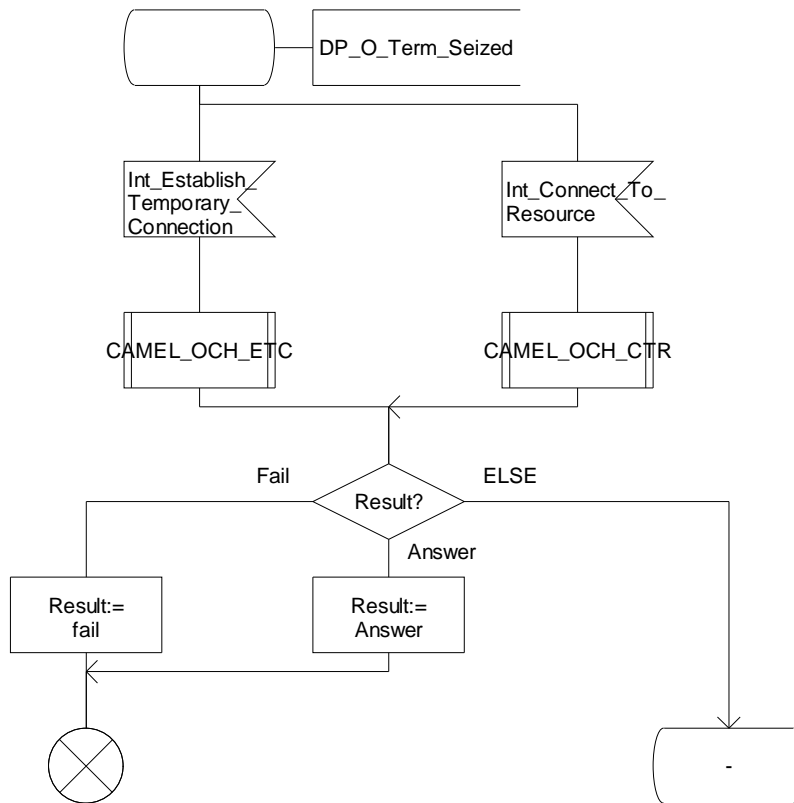 DP_O_Term_Seized
Int_Establish_
Temporary_
Connection
Int_Connect_To_
Resource
CAMEL_OCH_ETC
CAMEL_OCH_CTR
Fail
ELSE
Result?
Answer
Result:=
fail
Result:=
Answer
-